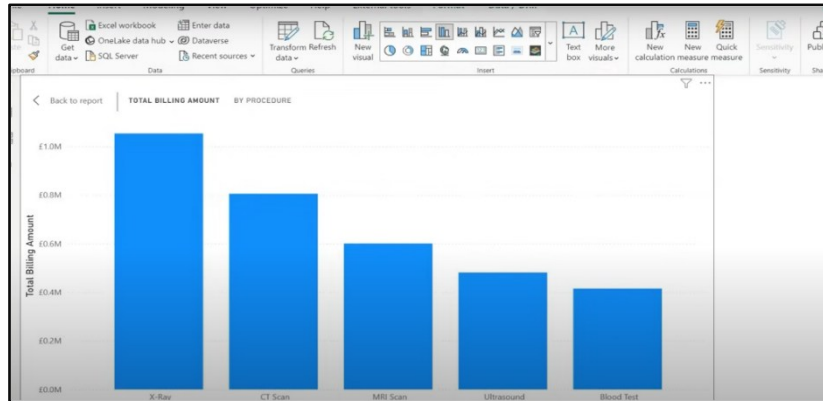 Excel workbook
OneLake data hub
SQL Server
Enter data
Dataverse
Recent sources
Get
data
Data
Transform
data
Refresh
Queries
New
visual
Text
box
More
visuals
Insert
New
calculation
New
measure
Quick
measure
Calculations
Sensitivity
Sensitivity
Back to report
TOTAL BILLING AMOUNT
BY PROCEDURE
Total Billing Amount
£1.0M
£0.8M
£0.6M
£0.4M
£0.2M
£0.0M
X-Ray
CT Scan
MRI Scan
Ultrasound
Blood Test